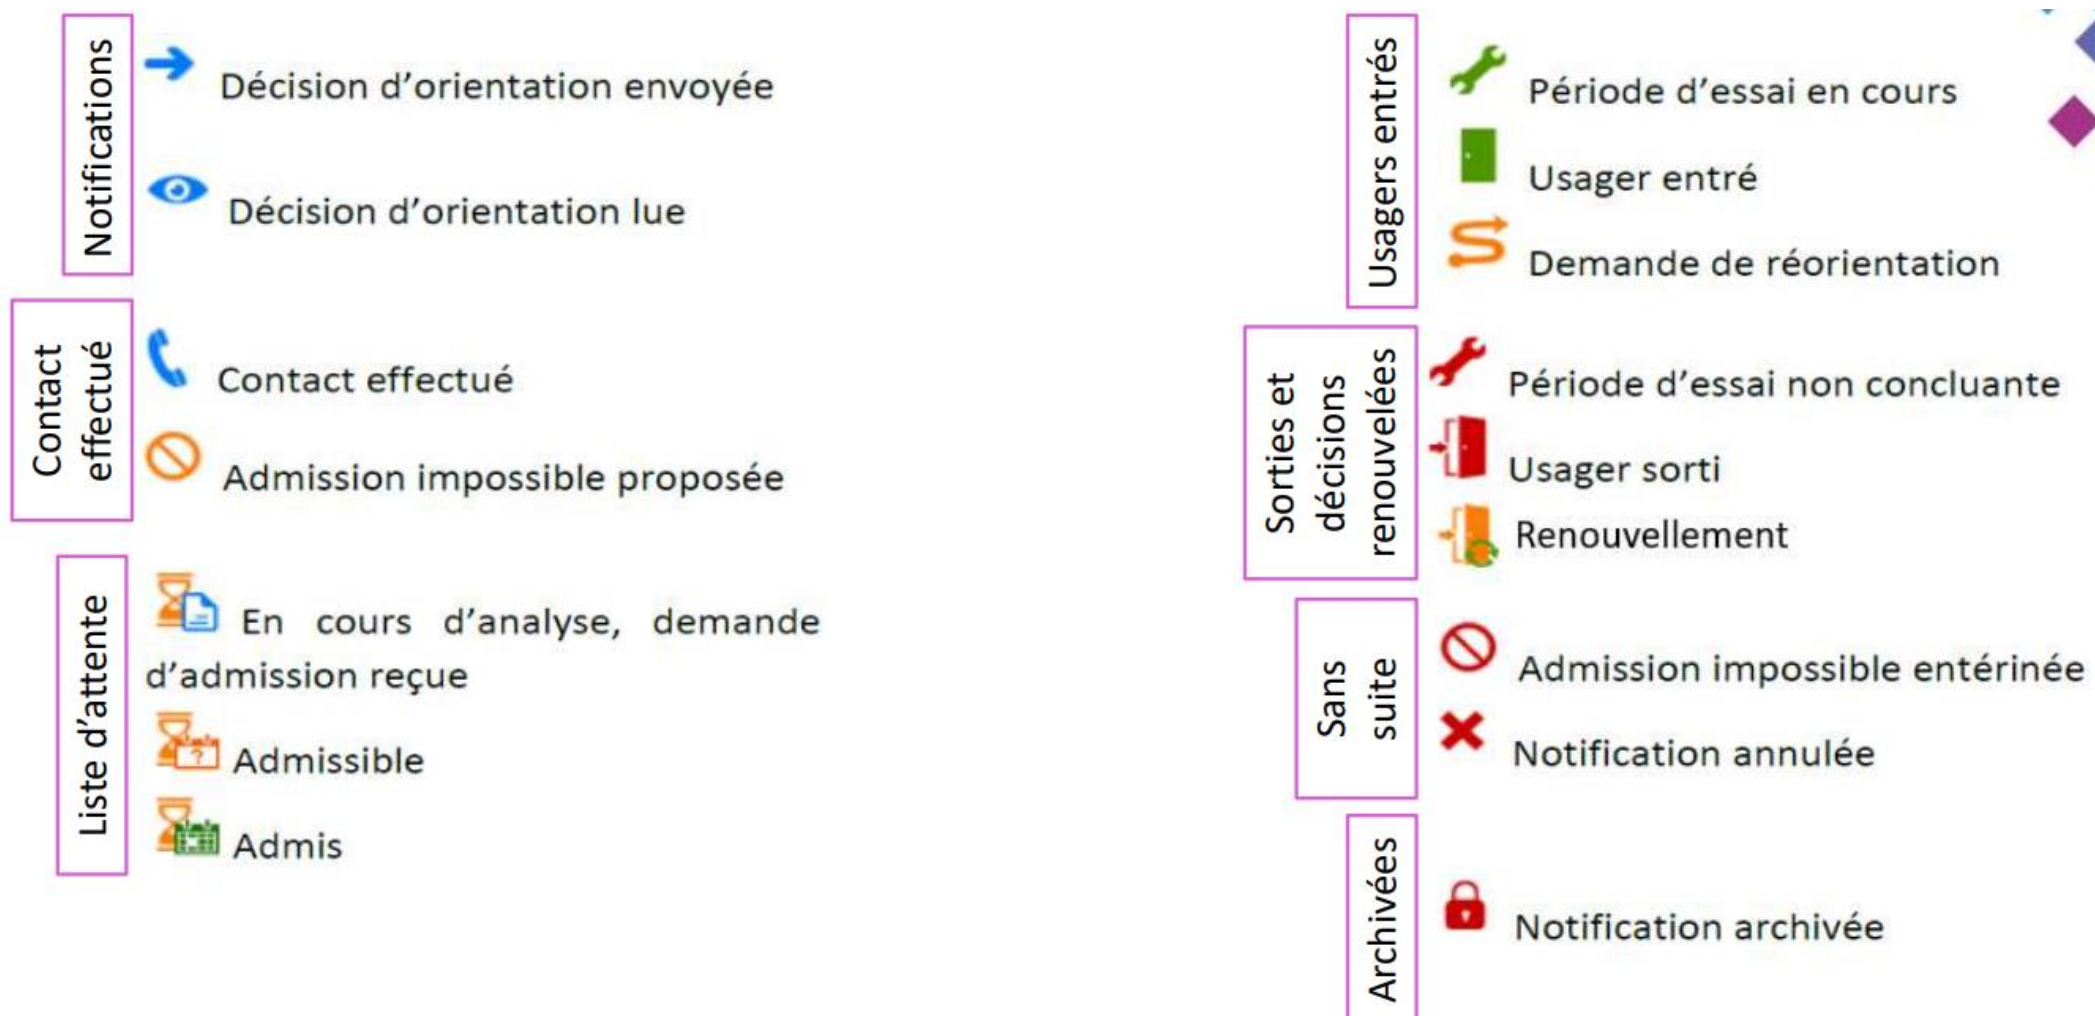 Notifications
Décision d'orientation envoyée
Décision d'orientation lue
Contact
effectué
Contact effectué
Admission impossible proposée
Liste d'attente
En cours d'analyse, demande
d'admission reçue
?
Admissible
Admis
Usagers entrés
Période d'essai en cours
Usager entré
Demande de réorientation
Sorties et
décisions
renouvelées
Période d'essai non concluante
Usager sorti
Renouvellement
Sans
suite
Admission impossible entérinée
Notification annulée
Archivées
Notification archivée